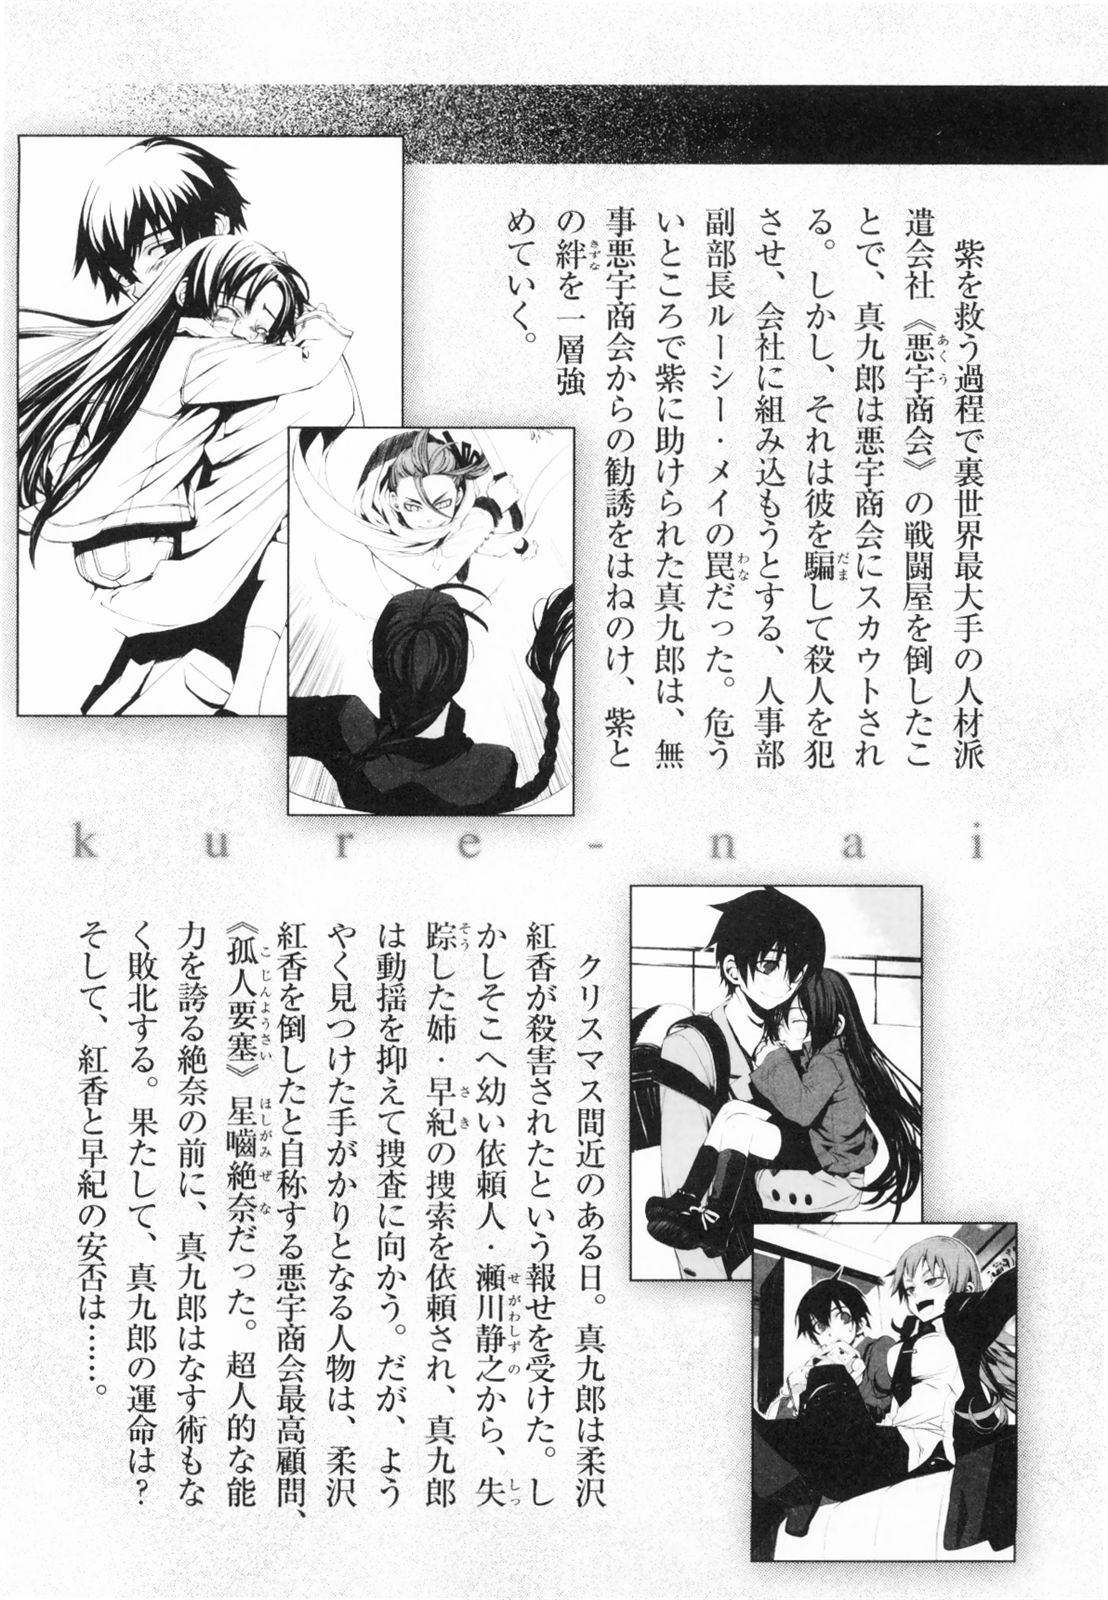 紫を救う過程で裏世界最大手の人材派
遣会社《悪宇商会》の戦闘屋を倒したこ
とで、真九郎は悪宇商会にスカウトされ
る。しかし、それは彼を騙して殺人を犯
させ、会社に組み込もうとする、人事部
副部長ルーシー・メイの罠だった。危う
いところで紫に助けられた真九郎は、無
事悪宇商会からの勧誘をはねのけ、紫と
の絆を一層強
めていく。
kure-nai
クリスマス間近のある日。真九郎は柔沢
紅香が殺害されたという報せを受けた。し
かしそこへ幼い依頼人・瀬川静之から、失
踪した姉・早紀の捜索を依頼され、真九郎
は動揺を抑えて捜査に向かう。だが、よう
やく見つけた手がかりとなる人物は、柔沢
紅香を倒したと自称する悪宇商会最高顧問、
《孤人要塞》星噛絶奈だった。超人的な能
力を誇る絶奈の前に、真九郎はなす術もな
く敗北する。果たして、真九郎の運命は?
そして、紅香と早紀の安否は……。